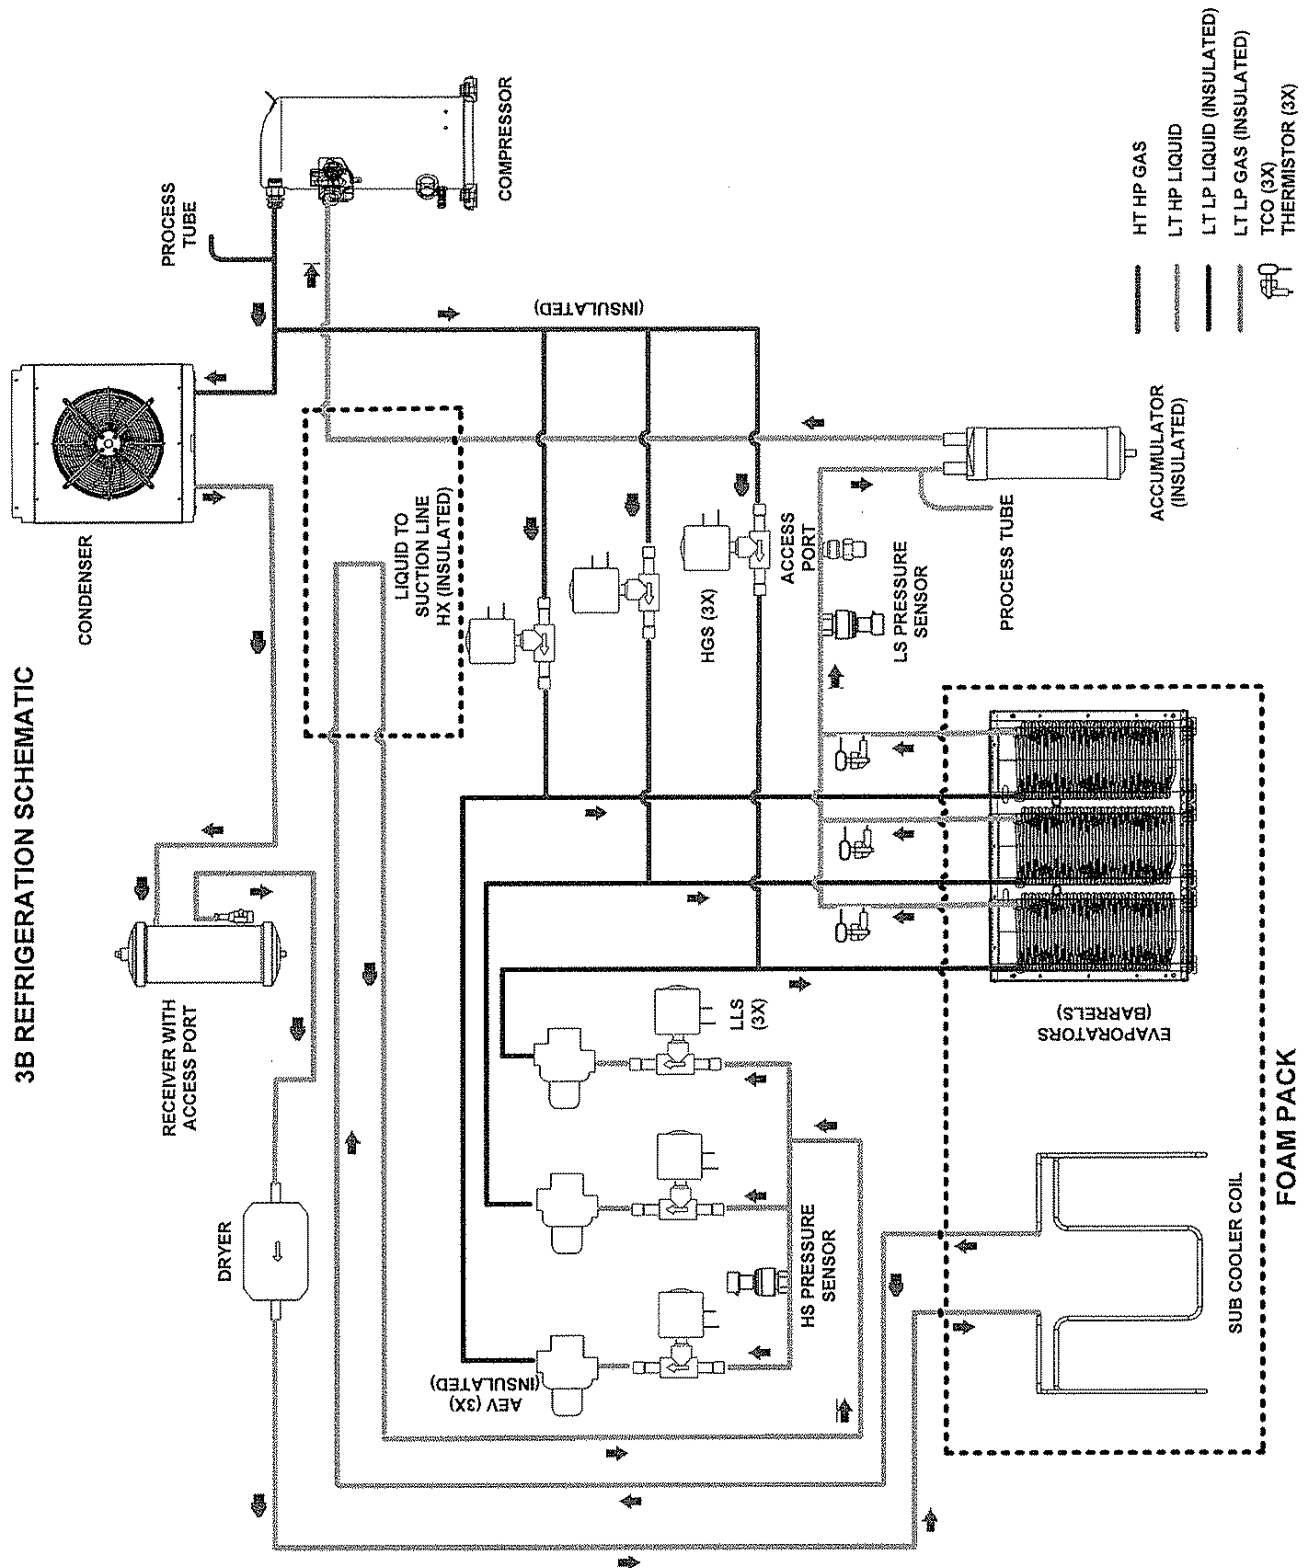 3B REFRIGERATION SCHEMATIC
CONDENSER
PROCESS
TUBE
COMPRESSOR
RECEIVER WITH
ACCESS PORT
DRYER
LIQUID TO
SUCTION LINE
HX (INSULATED)
(INSULATED)
HGS (3X)
ACCESS
PORT
LS PRESSURE
SENSOR
PROCESS TUBE
ACCUMULATOR
(INSULATED)
AEV (3X)
(INSULATED)
LLS
(3X)
HS PRESSURE
SENSOR
EVAPORATORS
(BARRELS)
SUB COOLER COIL
FOAM PACK
HT HP GAS
LT HP LIQUID
LT LP LIQUID (INSULATED)
LT LP GAS (INSULATED)
TCO (3X)
THERMISTOR (3X)